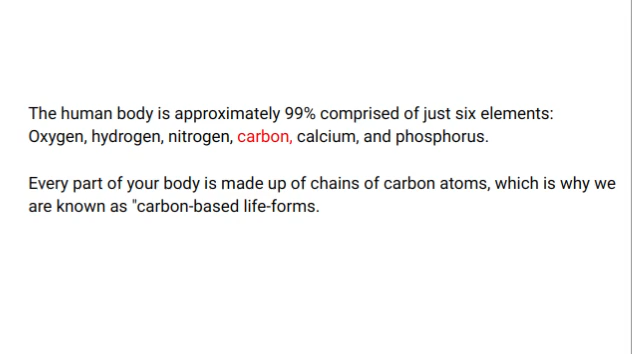 The human body is approximately 99% comprised of just six elements:
Oxygen, hydrogen, nitrogen, carbon, calcium, and phosphorus.
Every part of your body is made up of chains of carbon atoms, which is why we
are known as "carbon-based life-forms.